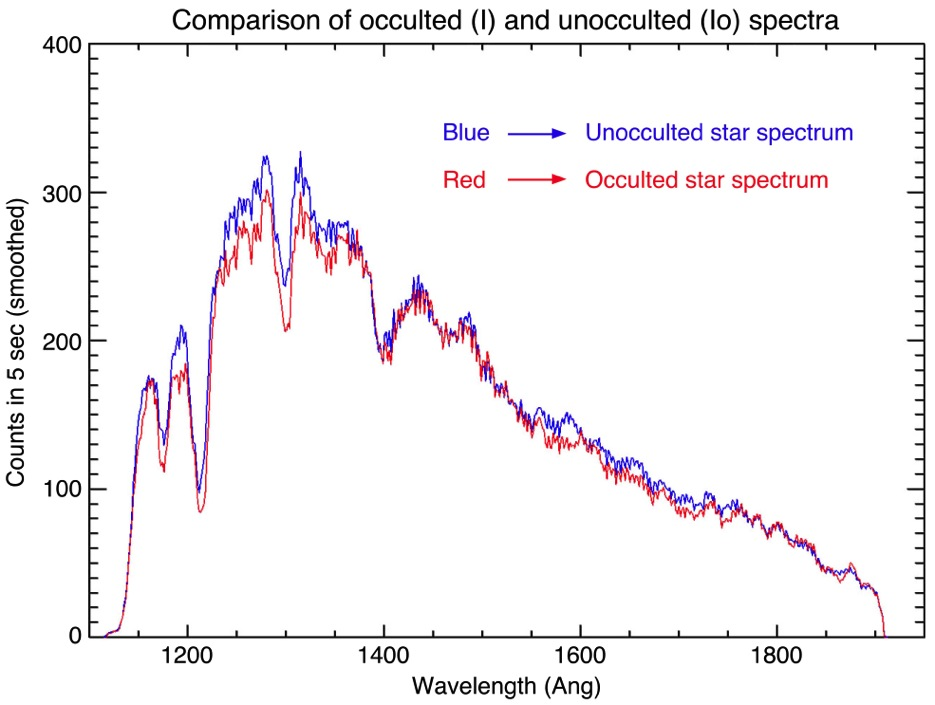 Comparison of occulted (I) and unocculted (Io) spectra
400
300
200
100
0
Counts in 5 sec (smoothed)
Blue Unocculted star spectrum
Red Occulted star spectrum
1200 1400 1600 1800
Wavelength (Ang)